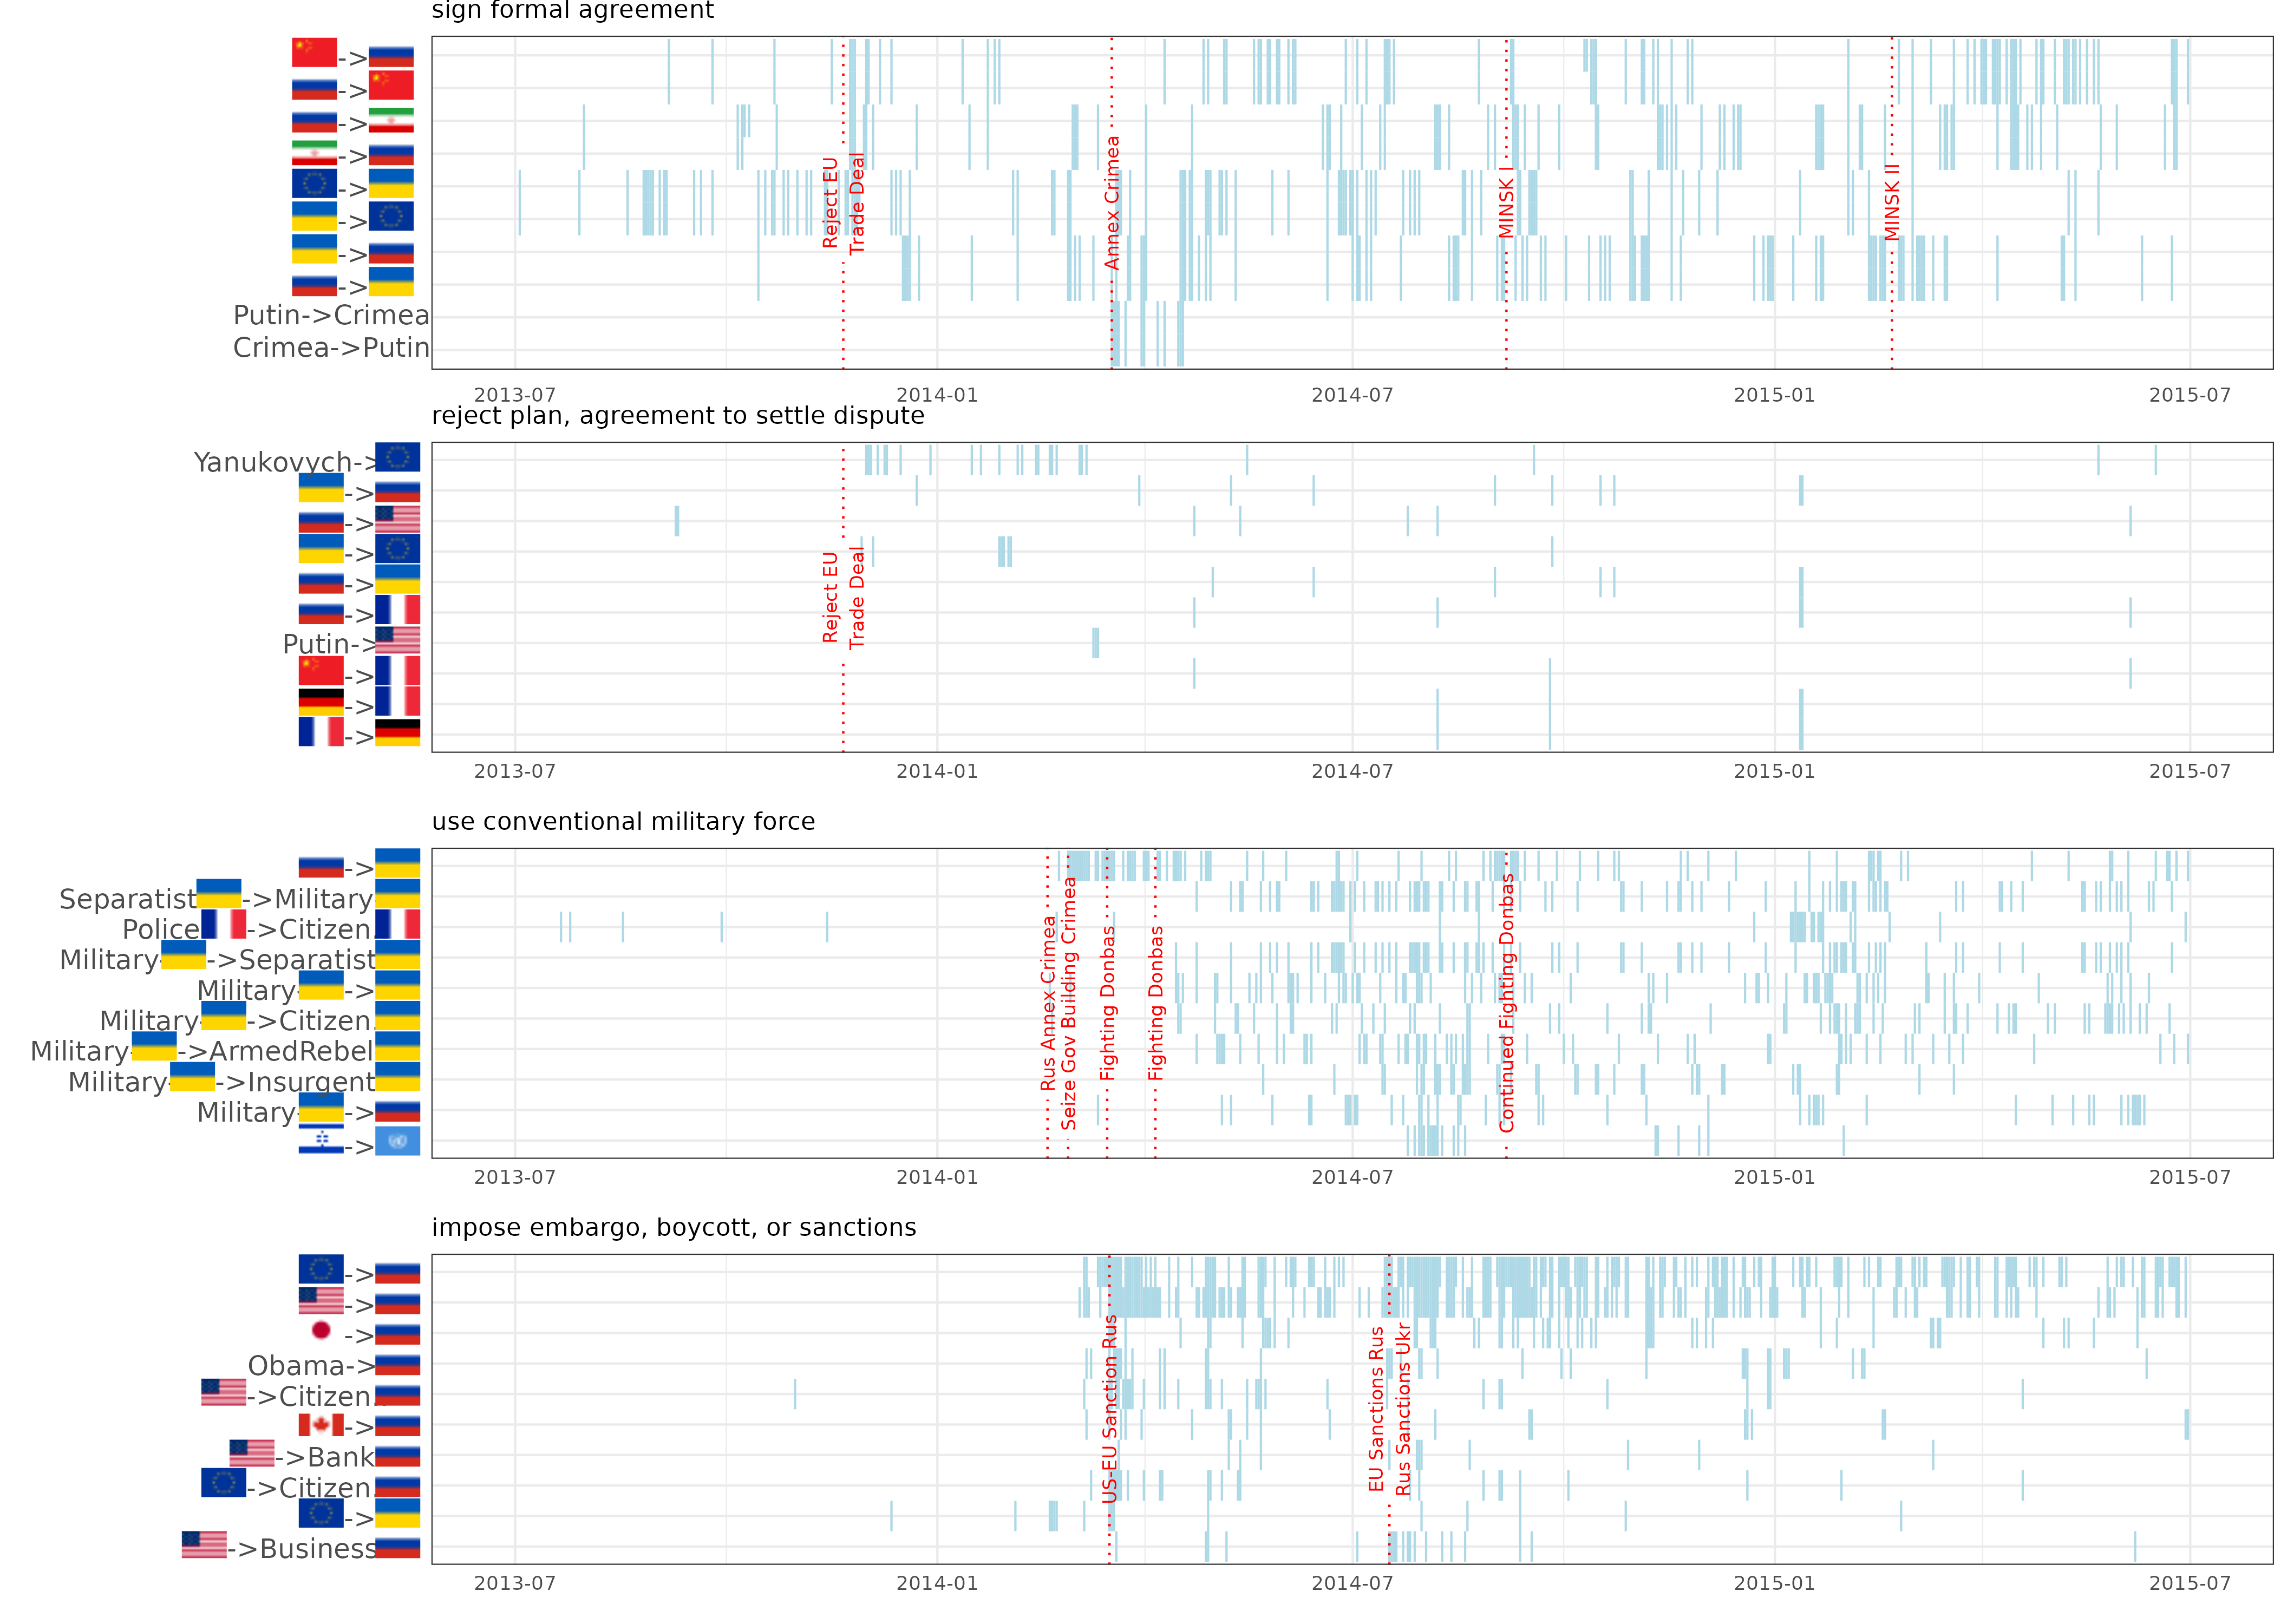 sign formal agreement
->
->
->
->
->
->
->
->
Putin->Crimea
Crimea->Putin
Reject EU
Trade Deal
Annex Crimea
MINSK I
MINSK II
2013-07 2014-01 2014-07 2015-01 2015-07
reject plan, agreement to settle dispute
Yanukovych->
->
->
->
->
->
Putin->
->
->
->
Reject EU
Trade Deal
2013-07 2014-01 2014-07 2015-01 2015-07
use conventional military force
->
Separatist ->Military
Police ->Citizen.
Military ->Separatist
Military- ->
Military ->Citizen.
Military ->ArmedRebel
Military ->Insurgent
Military- ->
->
Rus Annex Crimea
Seize Gov Building Crimea
Fighting Donbas
Fighting Donbas
Continued Fighting Donbas
2013-07 2014-01 2014-07 2015-01 2015-07
impose embargo, boycott, or sanctions
->
->
->
Obama->
->Citizen.
->
->Bank
->Citizen.
->
->Business
US-EU Sanction Rus
EU Sanctions Rus
Rus Sanctions Ukr
2013-07 2014-01 2014-07 2015-01 2015-07